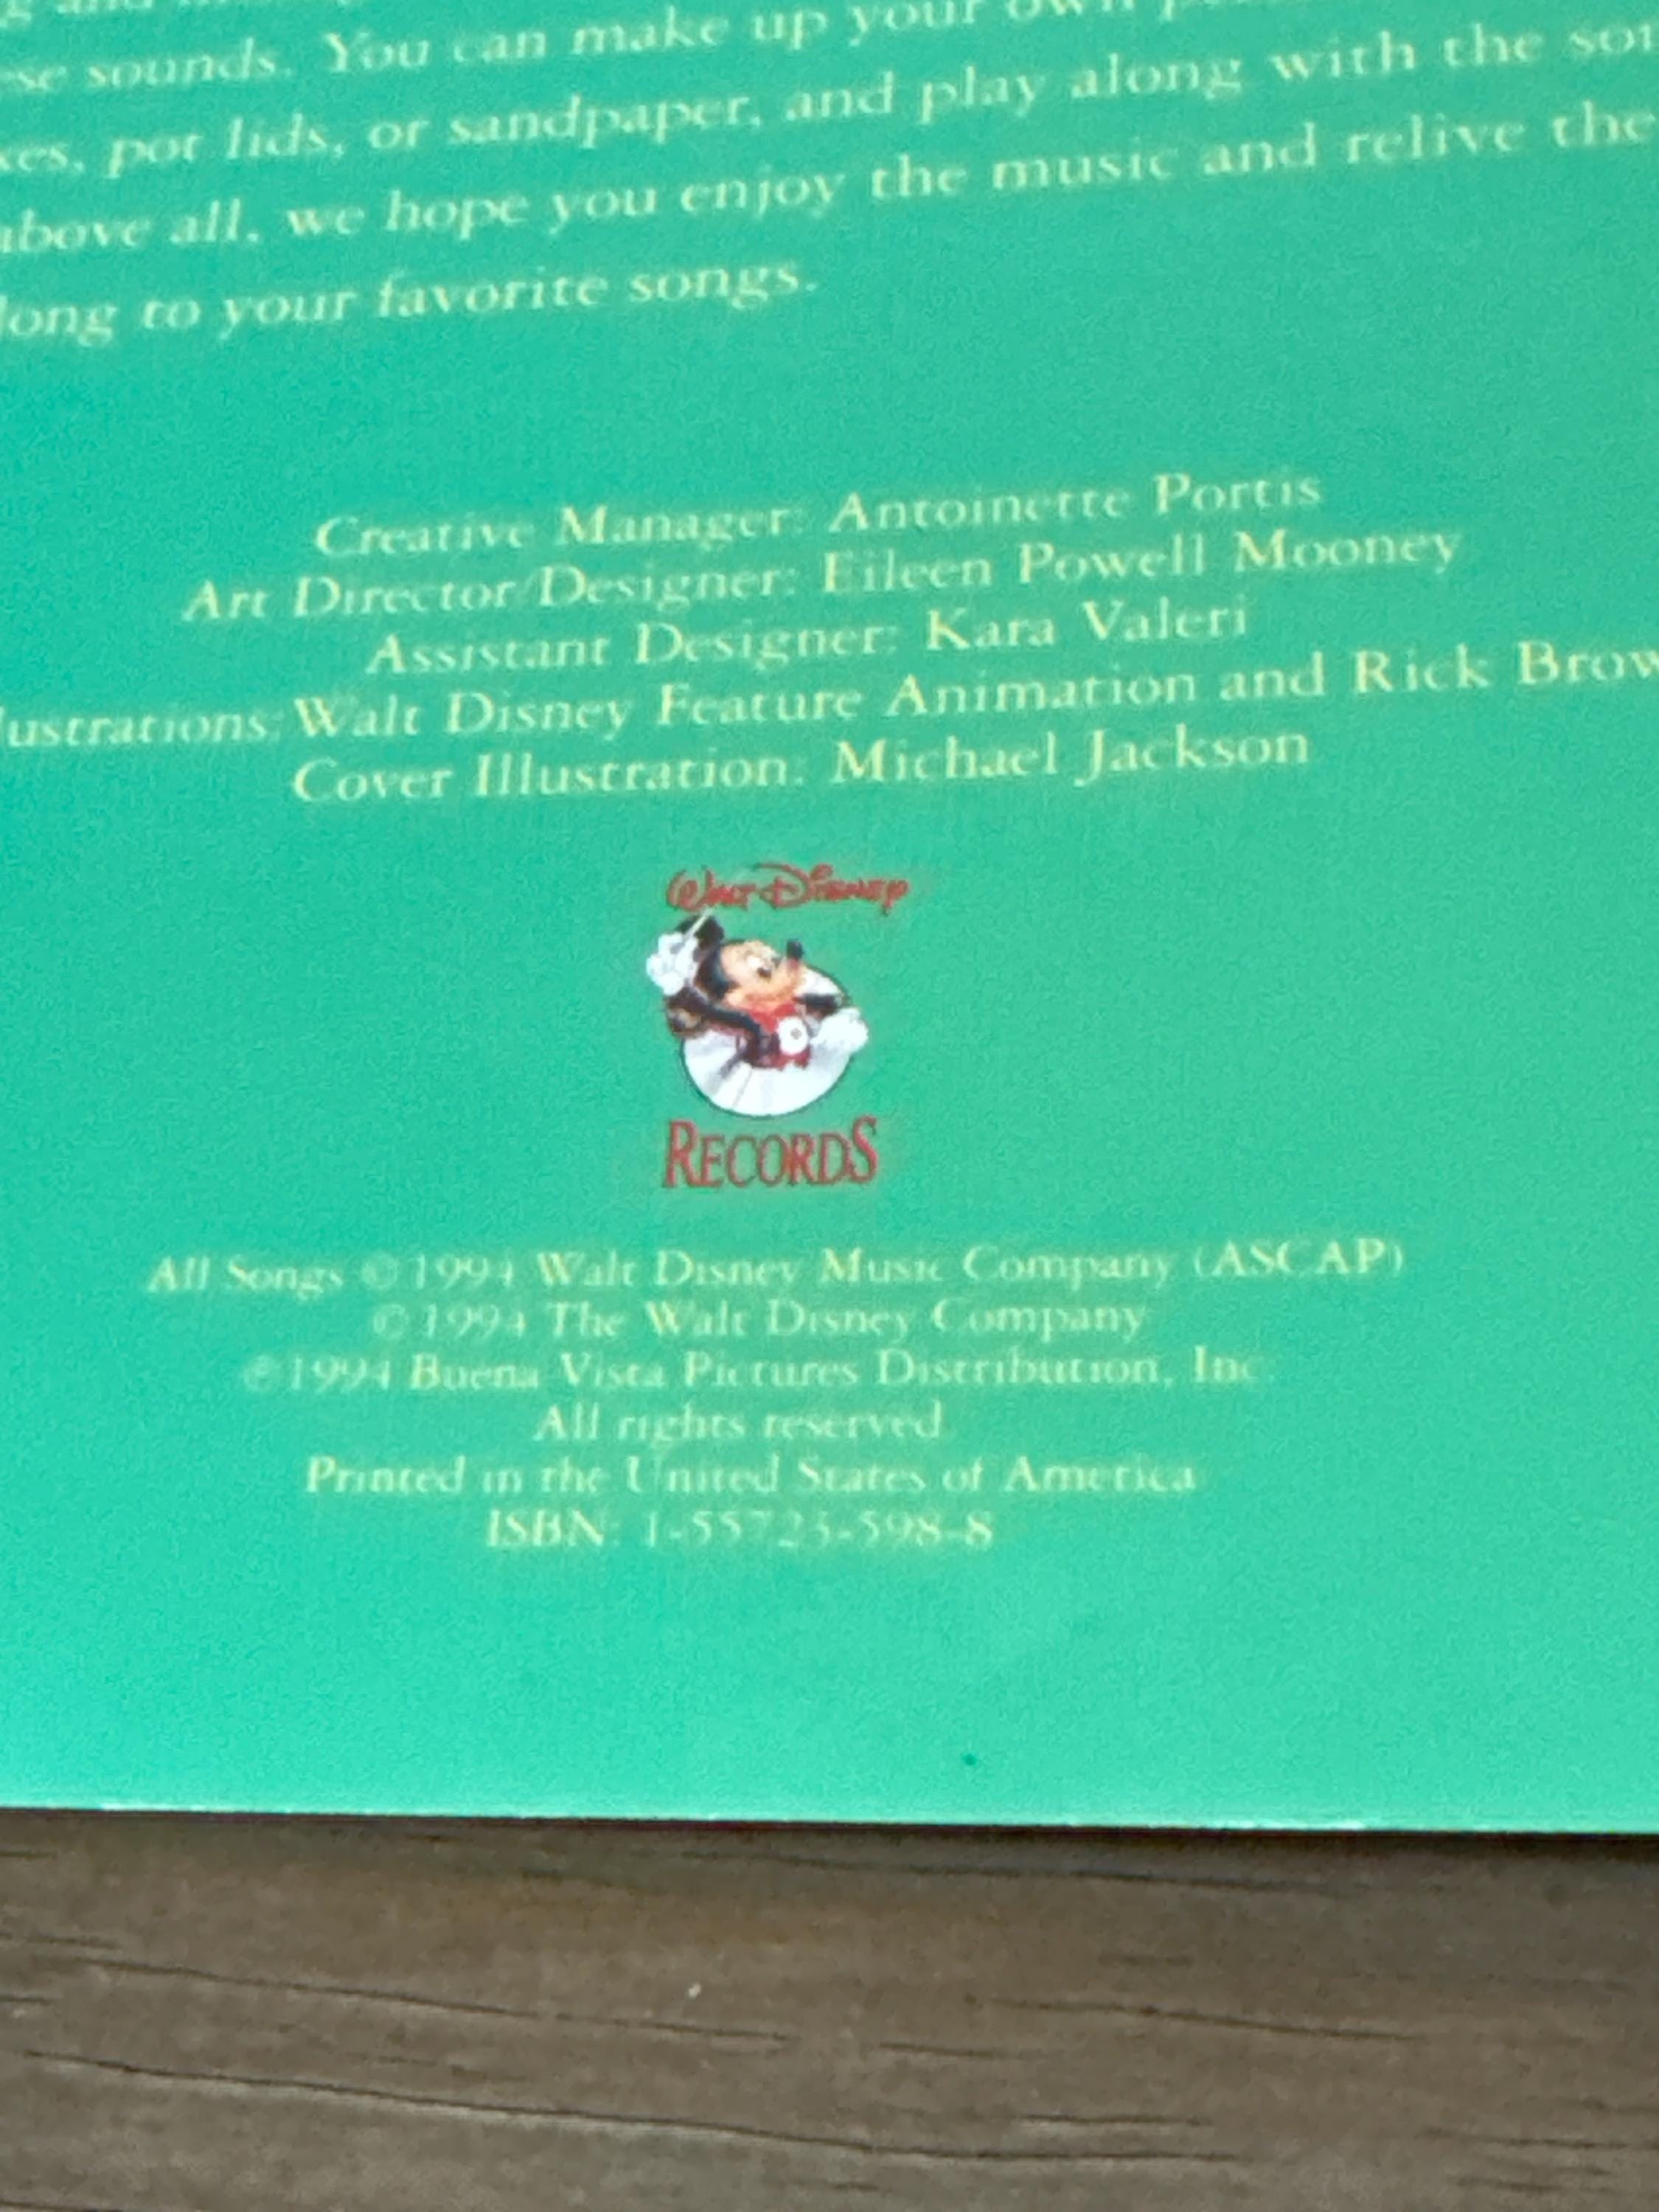 sounds. You can make up your own
pot lids, or sandpaper, and play along with the
above all, we hope you enjoy the music and relive the
long to your favorite songs.
Creative Manager: Antoinette Portis
Art Director/Designer: Eileen Powell Mooney
Assistant Designer: Kara Valeri
lustrations: Walt Disney Feature Animation and Rick Brow
Cover Illustration: Michael Jackson
Walt Disney
Records
All Songs ©1994 Walt Disney Music Company (ASCAP)
©1994 The Walt Disney Company
℗1994 Buena Vista Pictures Distribution, Inc.
All rights reserved.
Printed in the United States of America
ISBN: 1-55723-598-8